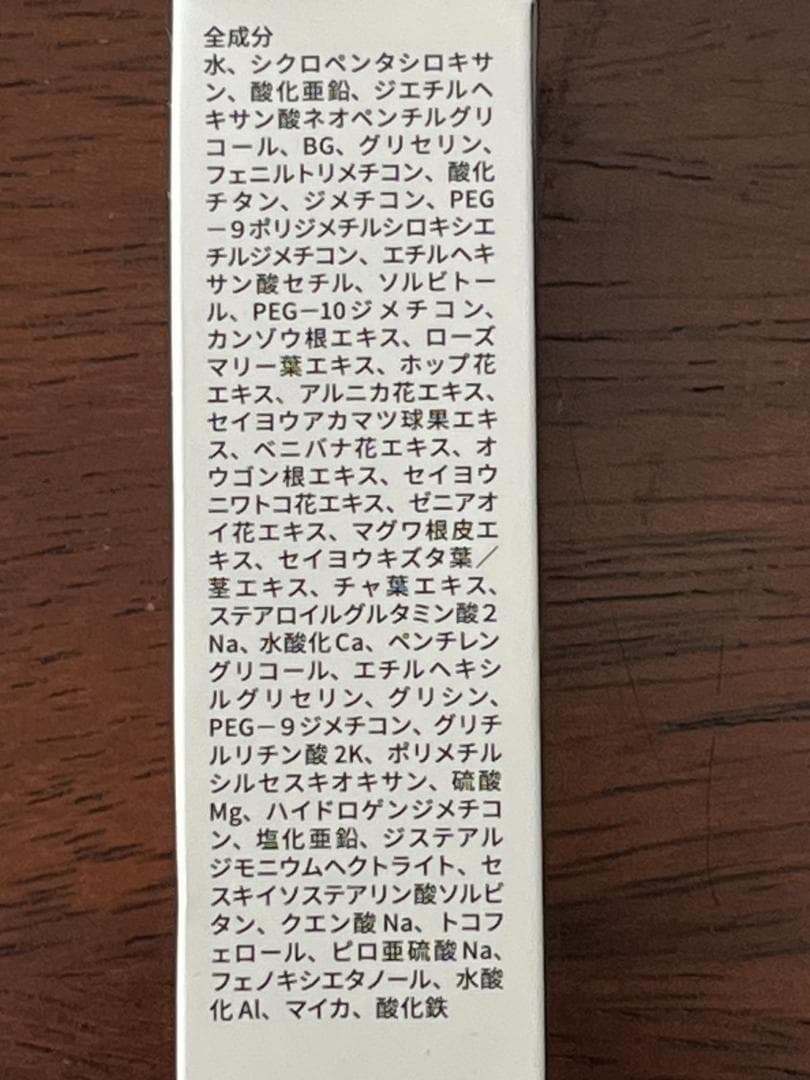 全成分
水、シクロペンタシロキサ
ン、酸化亜鉛、ジエチルヘ
キサン酸ネオペンチルグリ
コール、BG、グリセリン、
フェニルトリメチコン、酸化
チタン、ジメチコン、PEG
－9ポリジメチルシロキシエ
チルジメチコン、エチルヘキ
サン酸セチル、ソルビトー
ル、PEG－10ジメチコン、
カンゾウ根エキス、ローズ
マリー葉エキス、ホップ花
エキス、アルニカ花エキス、
セイヨウアカマツ球果エキ
ス、ベニバナ花エキス、オ
ウゴン根エキス、セイヨウ
ニワトコ花エキス、ゼニアオ
イ花エキス、マグワ根皮エ
キス、セイヨウキズタ葉／
茎エキス、チャ葉エキス、
ステアロイルグルタミン酸2
Na、水酸化Ca、ペンチレン
グリコール、エチルヘキシ
ルグリセリン、グリシン、
PEG－9ジメチコン、グリチ
ルリチン酸2K、ポリメチル
シルセスキオキサン、硫酸
Mg、ハイドロゲンジメチコ
ン、塩化亜鉛、ジステアル
ジモニウムヘクトライト、セ
スキイソステアリン酸ソルビ
タン、クエン酸Na、トコフ
ェロール、ピロ亜硫酸Na、
フェノキシエタノール、水酸
化Al、マイカ、酸化鉄